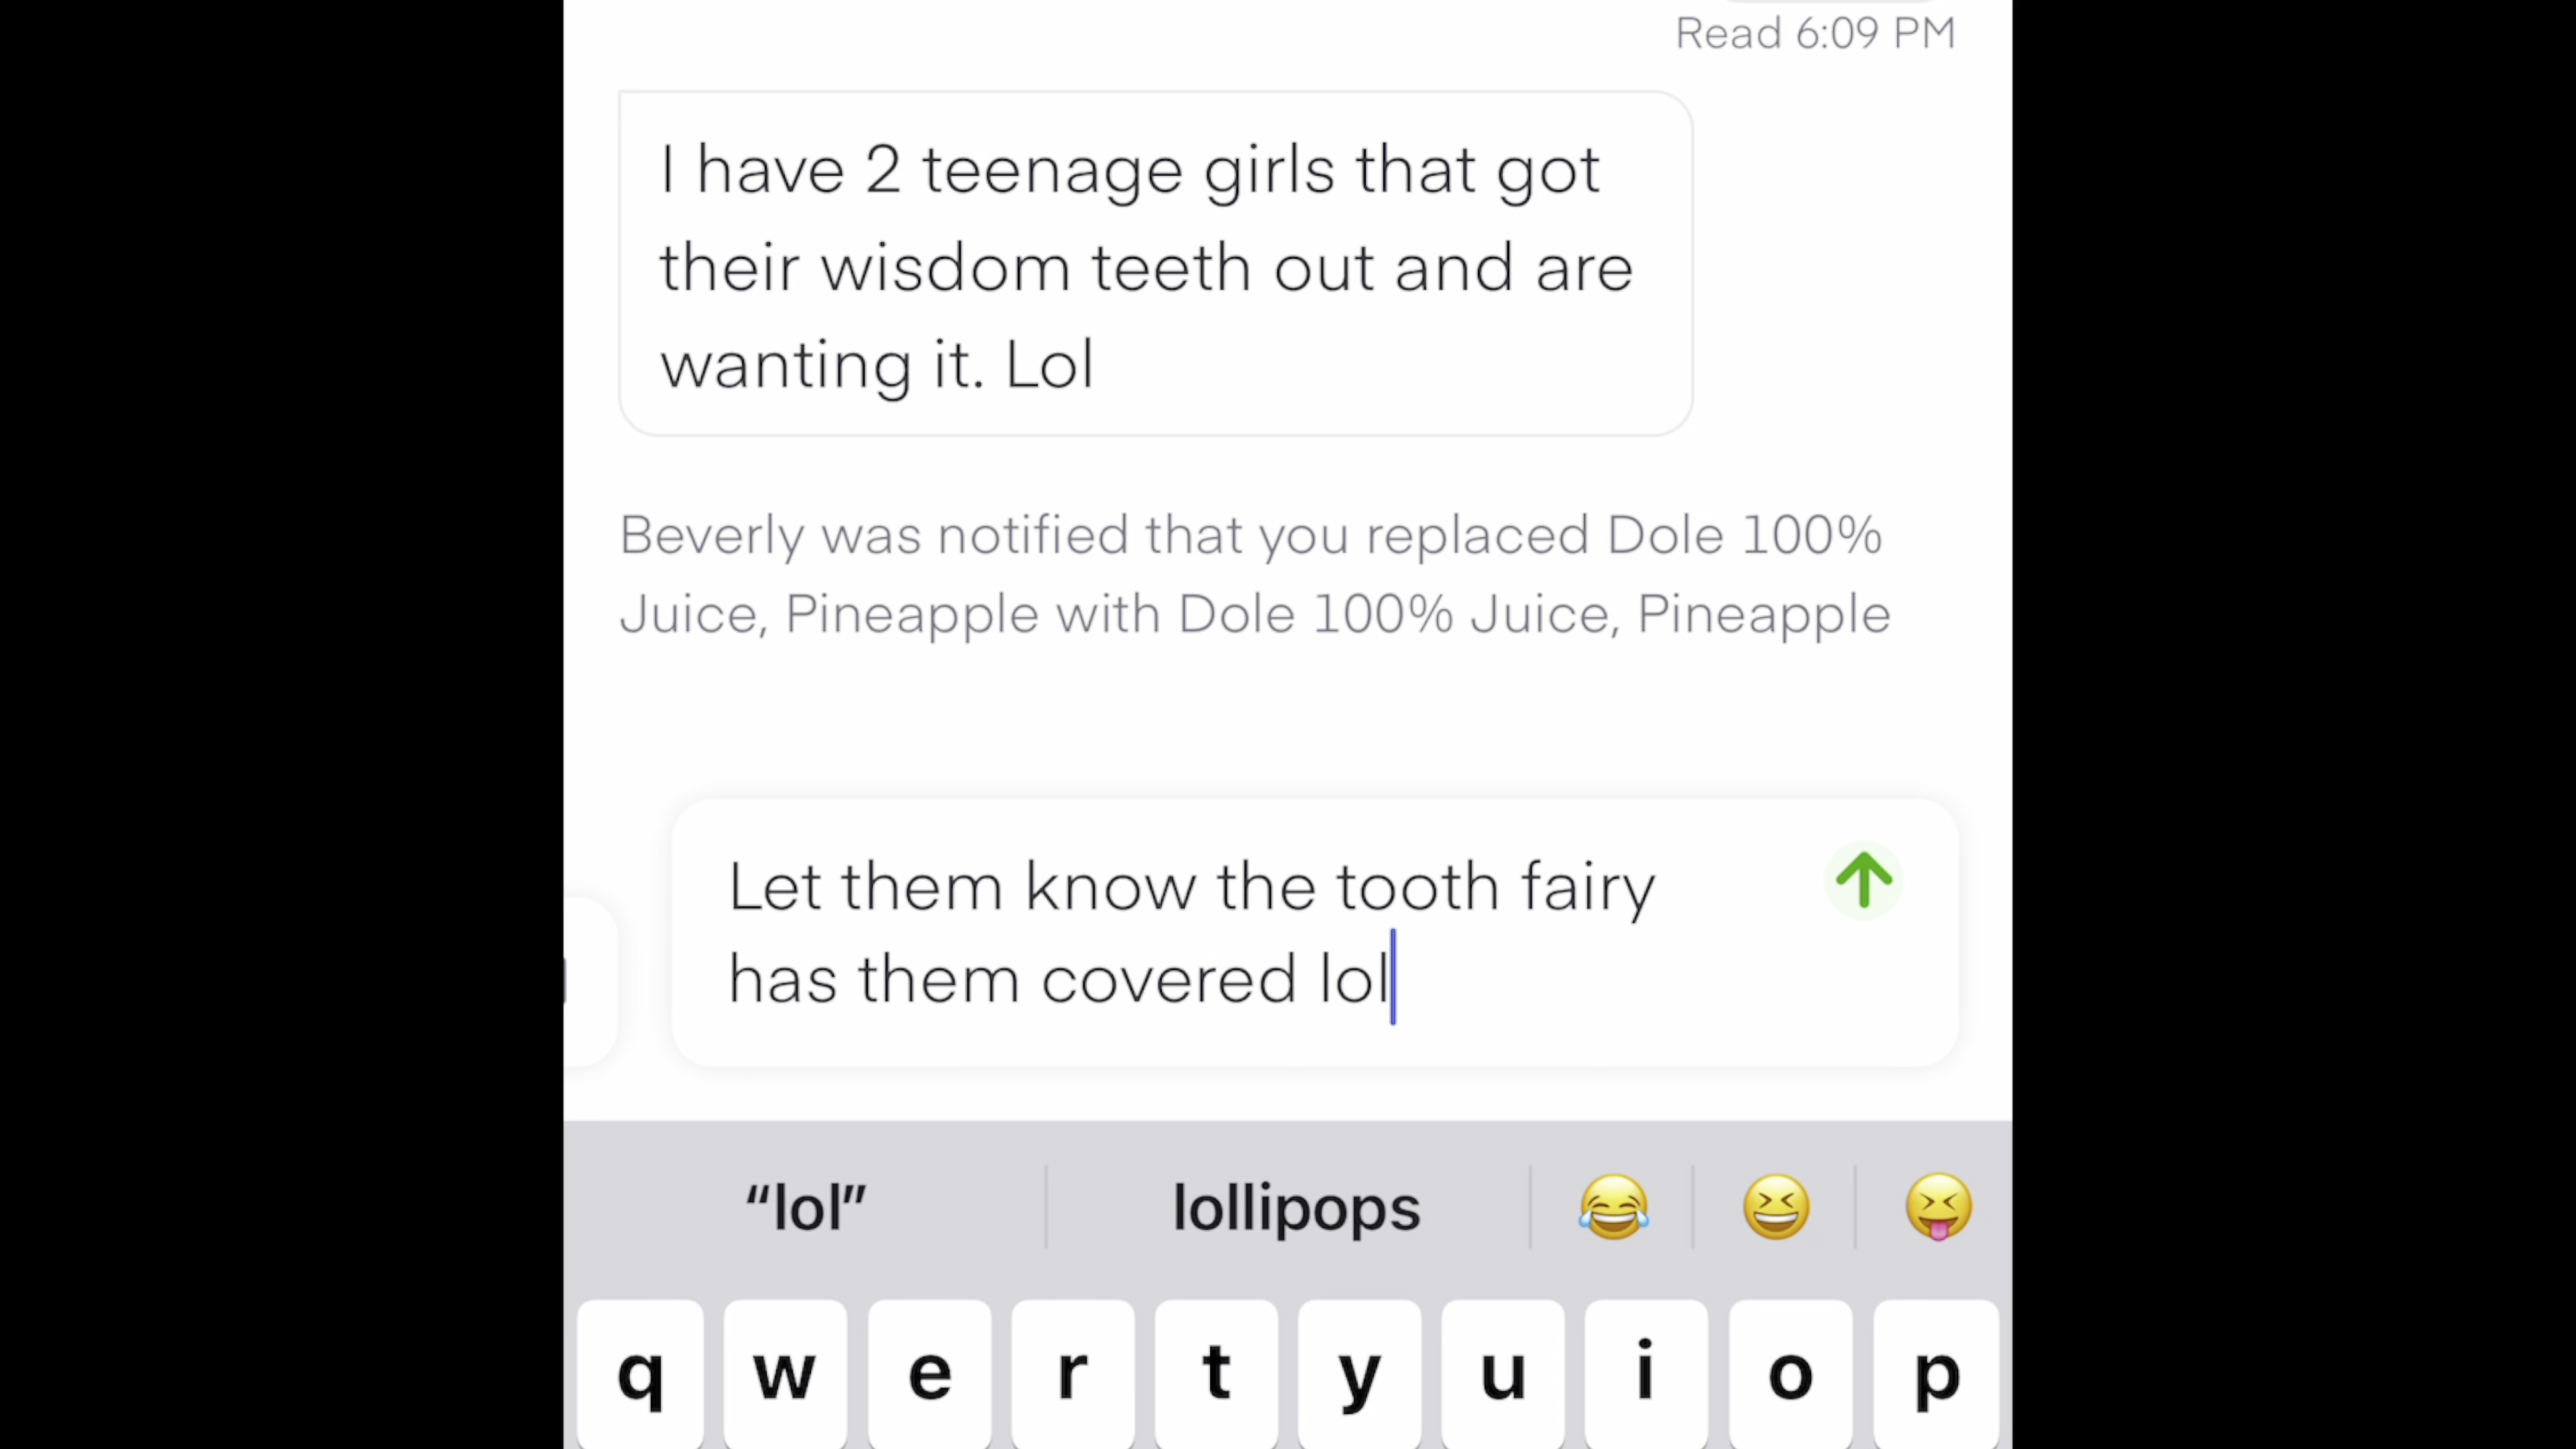 Read 6:09 PM
I have 2 teenage girls that got
their wisdom teeth out and are
wanting it. Lol
Beverly was notified that you replaced Dole 100%
Juice, Pineapple with Dole 100% Juice, Pineapple
Let them know the tooth fairy
has them covered lol
“lol” lollipops 😂 😆 😝
q w e r t y u i o p